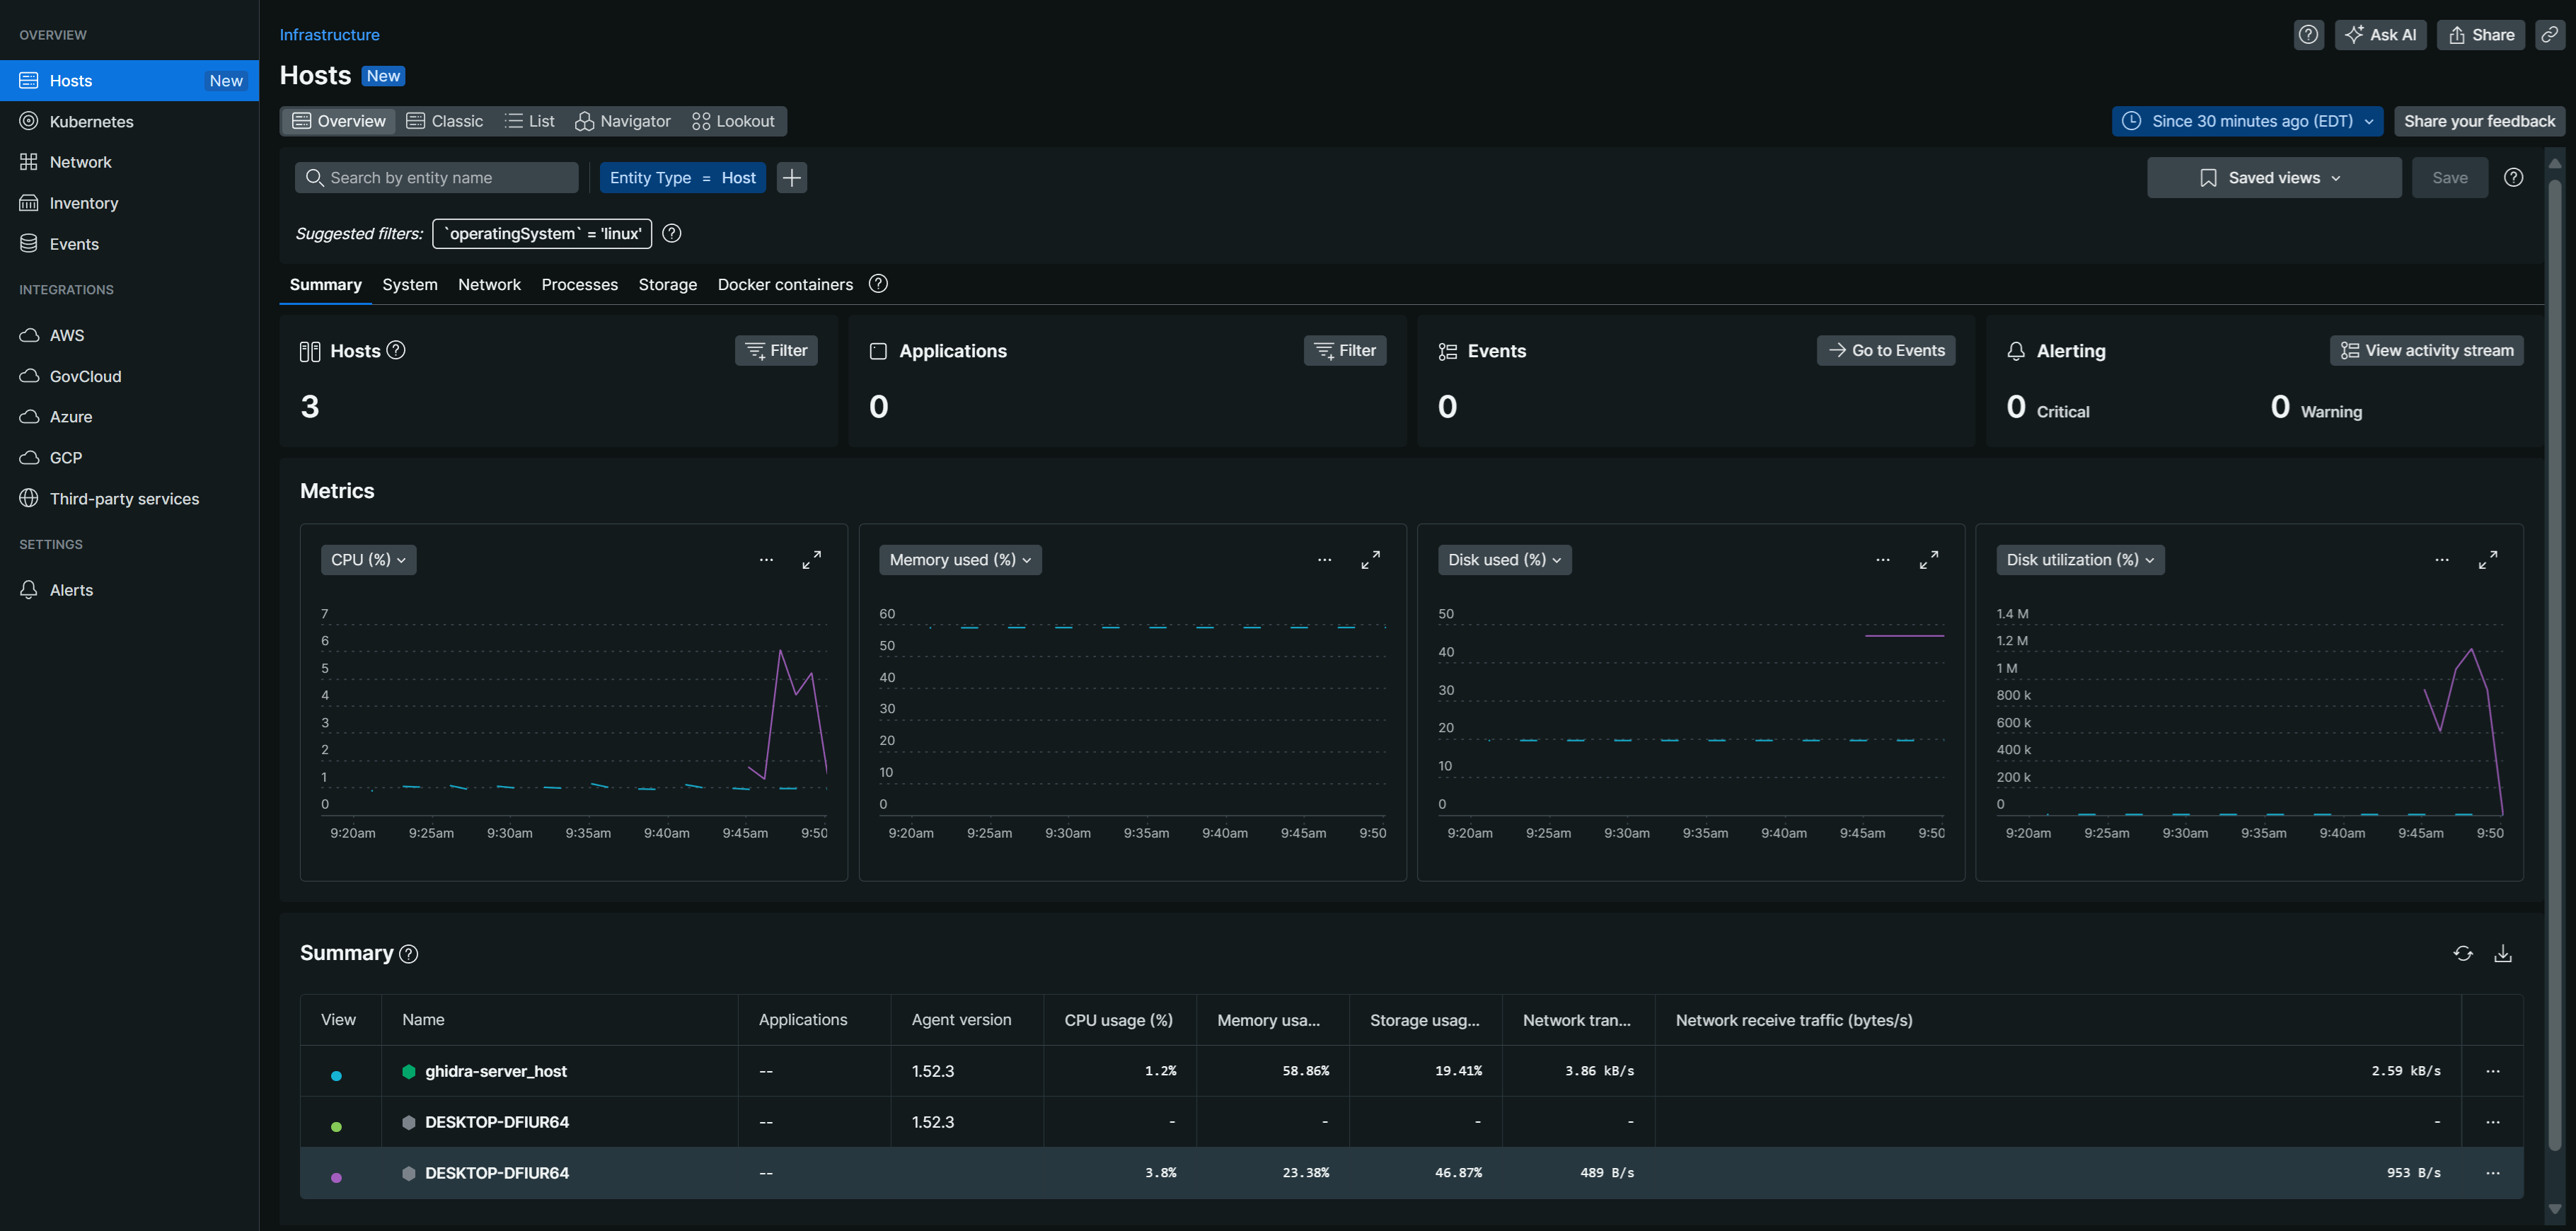 OVERVIEW
Hosts New
Kubernetes
Network
Inventory
Events
INTEGRATIONS
AWS
GovCloud
Azure
GCP
Third-party services
SETTINGS
Alerts
Infrastructure
Ask AI Share
Hosts New
Overview Classic List Navigator Lookout
Since 30 minutes ago (EDT) Share your feedback
Search by entity name Entity Type = Host
Saved views Save
Suggested filters: `operatingSystem` = 'linux'
Summary System Network Processes Storage Docker containers
Hosts Filter
3
Applications Filter
0
Events Go to Events
0
Alerting View activity stream
0 Critical 0 Warning
Metrics
CPU (%)
7
6
5
4
3
2
1
0
9:20am 9:25am 9:30am 9:35am 9:40am 9:45am 9:50
Memory used (%)
60
50
40
30
20
10
0
9:20am 9:25am 9:30am 9:35am 9:40am 9:45am 9:50
Disk used (%)
50
40
30
20
10
0
9:20am 9:25am 9:30am 9:35am 9:40am 9:45am 9:50
Disk utilization (%)
1.4 M
1.2 M
1 M
800 k
600 k
400 k
200 k
0
9:20am 9:25am 9:30am 9:35am 9:40am 9:45am 9:50
Summary
View Name Applications Agent version CPU usage (%) Memory usa... Storage usag... Network tran... Network receive traffic (bytes/s)
ghidra-server_host -- 1.52.3 1.2% 58.86% 19.41% 3.86 kB/s 2.59 kB/s
DESKTOP-DFIUR64 -- 1.52.3 - - - - -
DESKTOP-DFIUR64 -- 3.8% 23.38% 46.87% 489 B/s 953 B/s